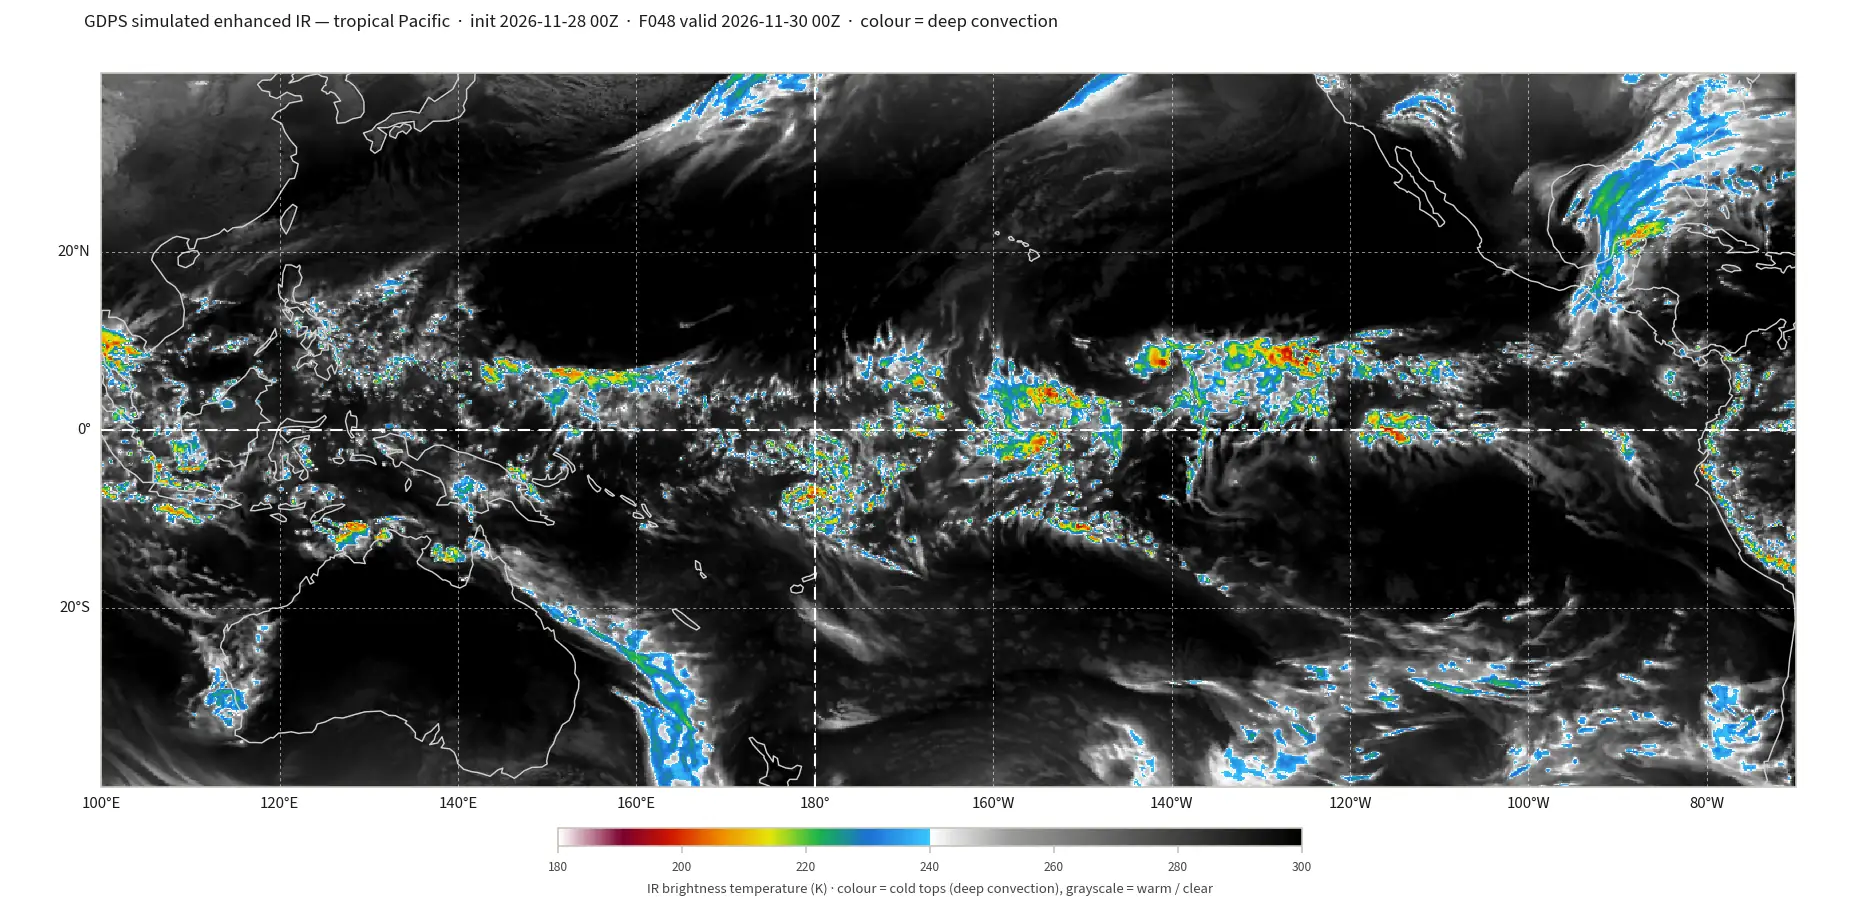 GDPS simulated enhanced IR — tropical Pacific · init 2026-11-28 00Z · F048 valid 2026-11-30 00Z · colour = deep convection
20°N
0°
20°S
100°E 120°E 140°E 160°E 180° 160°W 140°W 120°W 100°W 80°W
180 200 220 240 260 280 300
IR brightness temperature (K) · colour = cold tops (deep convection), grayscale = warm / clear